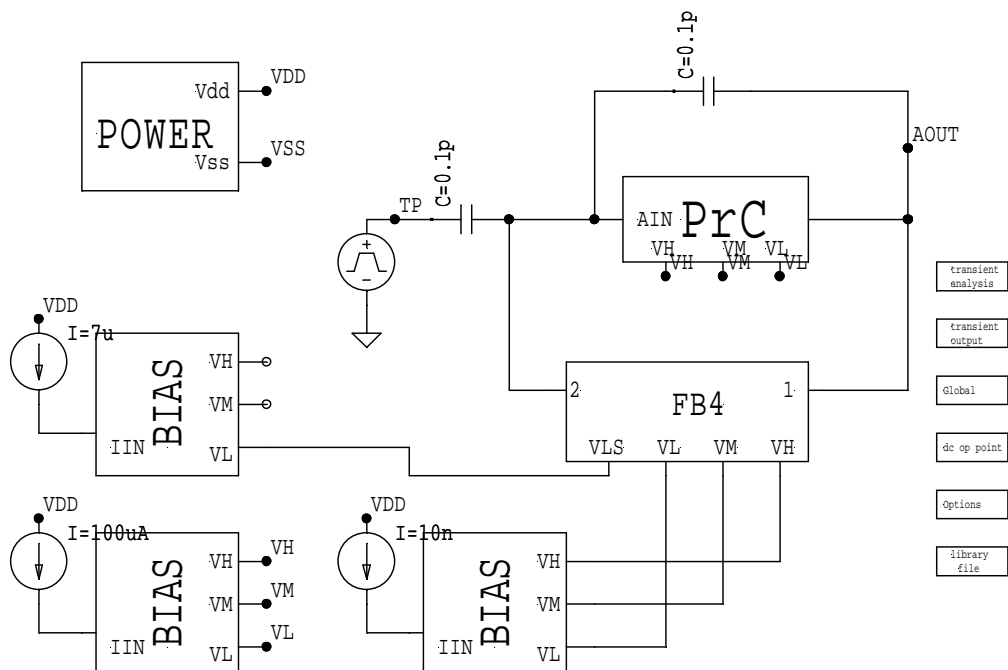 C=0.1p
VDD
Vdd
POWER
VSS
Vss
AOUT
C=0.1p
TP
AIN
PrC
VH
VM
VL
VH
VM
VL
+
−
transient
analysis
VDD
I=7u
VH
transient
output
BIAS
VM
2
FB4
1
Global
IIN
VL
VLS
VL
VM
VH
dc op point
VDD
I=100uA
VDD
I=10n
Options
VH
VH
VH
library
file
BIAS
VM
VM
BIAS
VM
IIN
VL
VL
IIN
VL